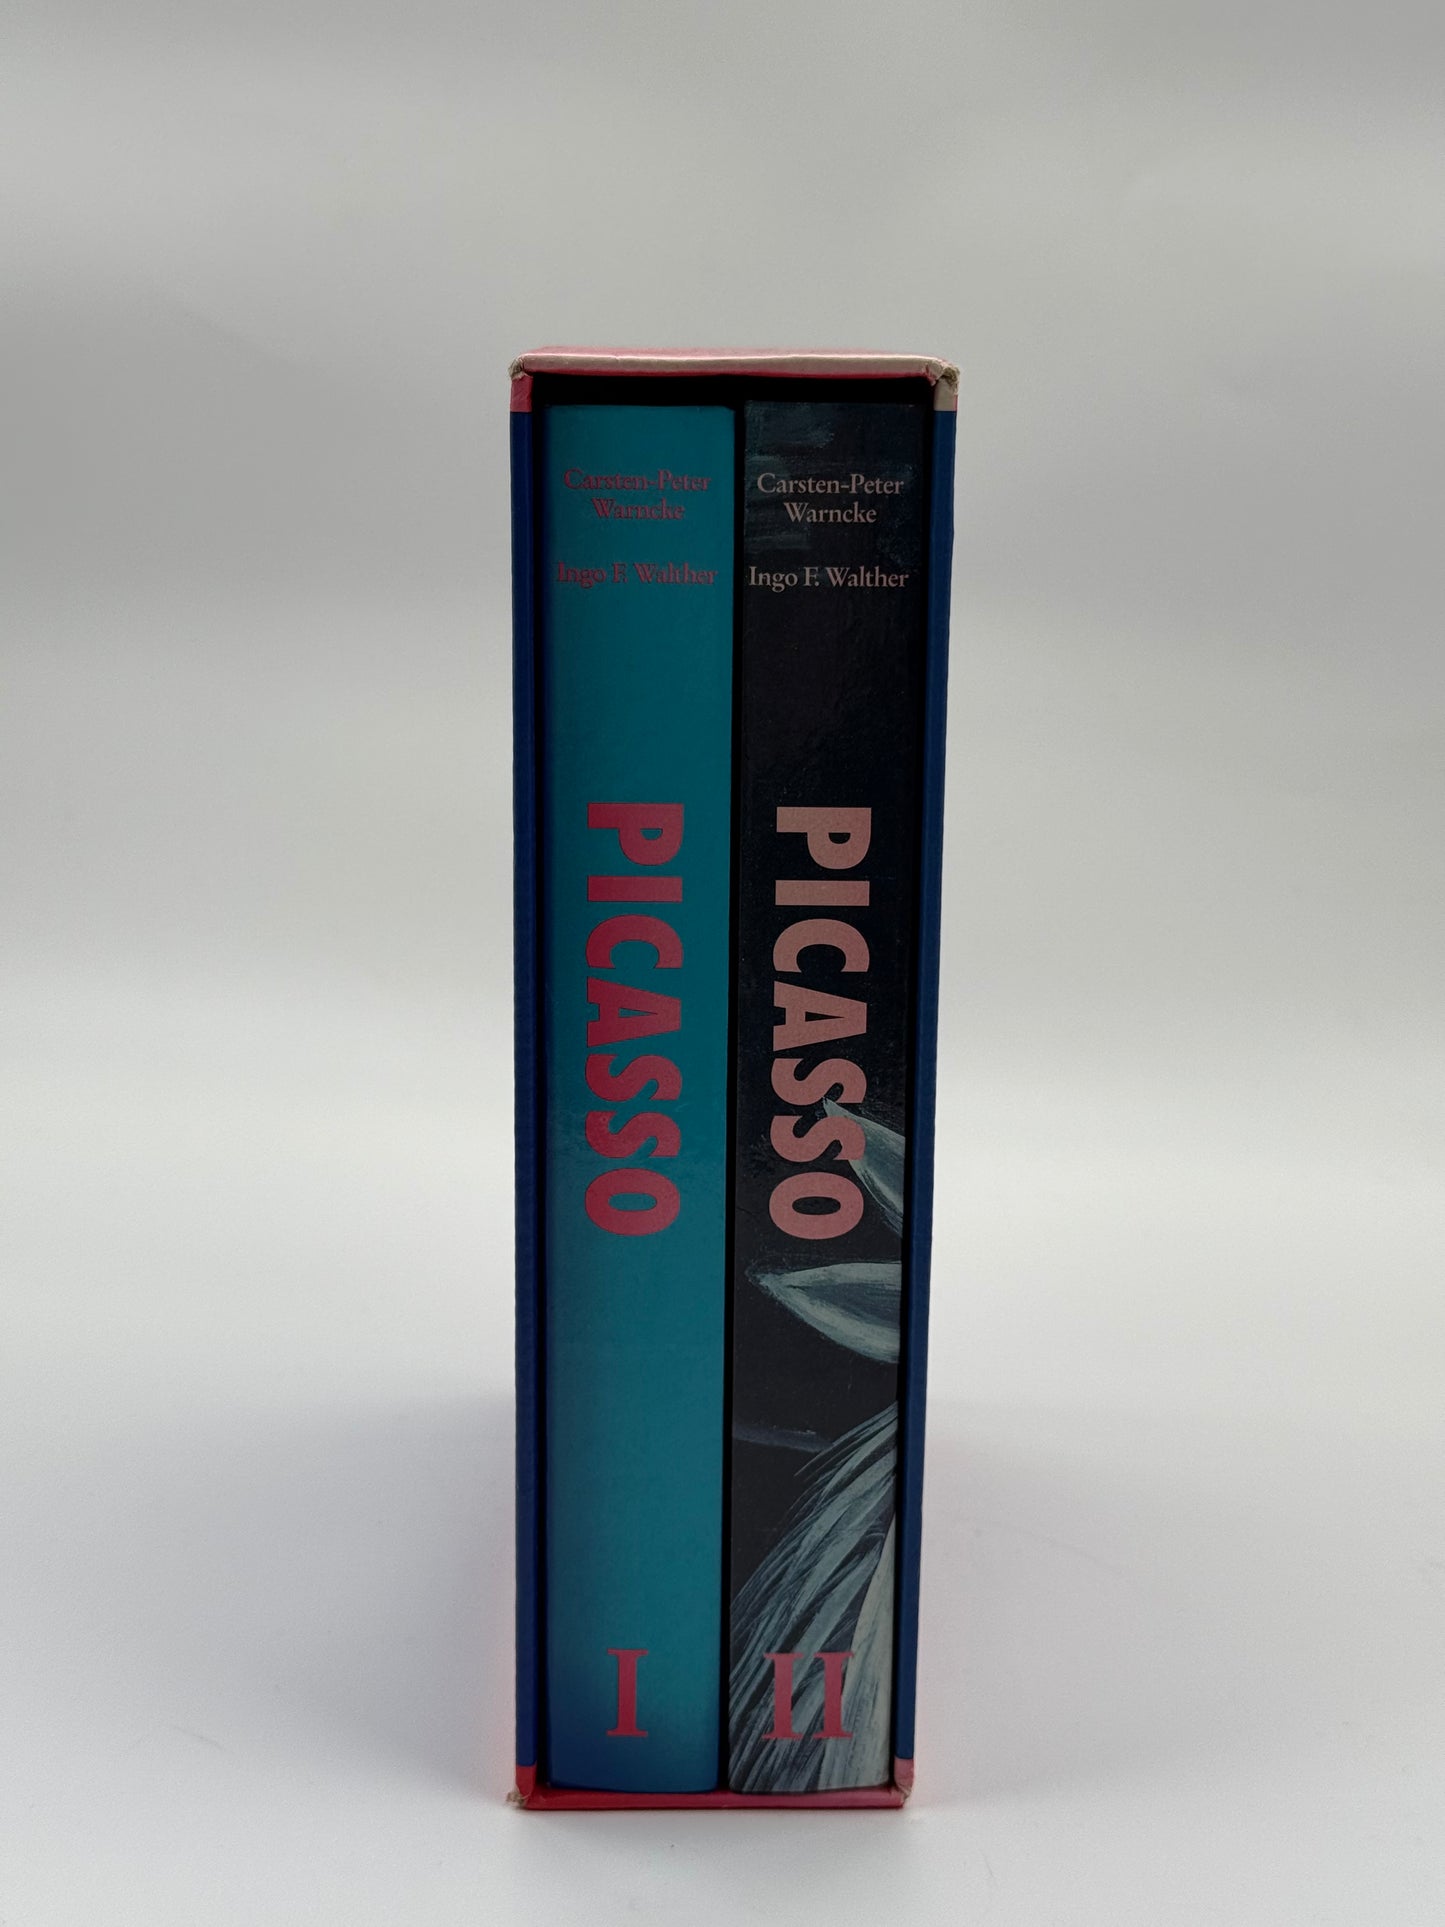 Carsten-Peter
Warncke
Ingo F. Walther
PICASSO
I
Carsten-Peter
Warncke
Ingo F. Walther
PICASSO
II